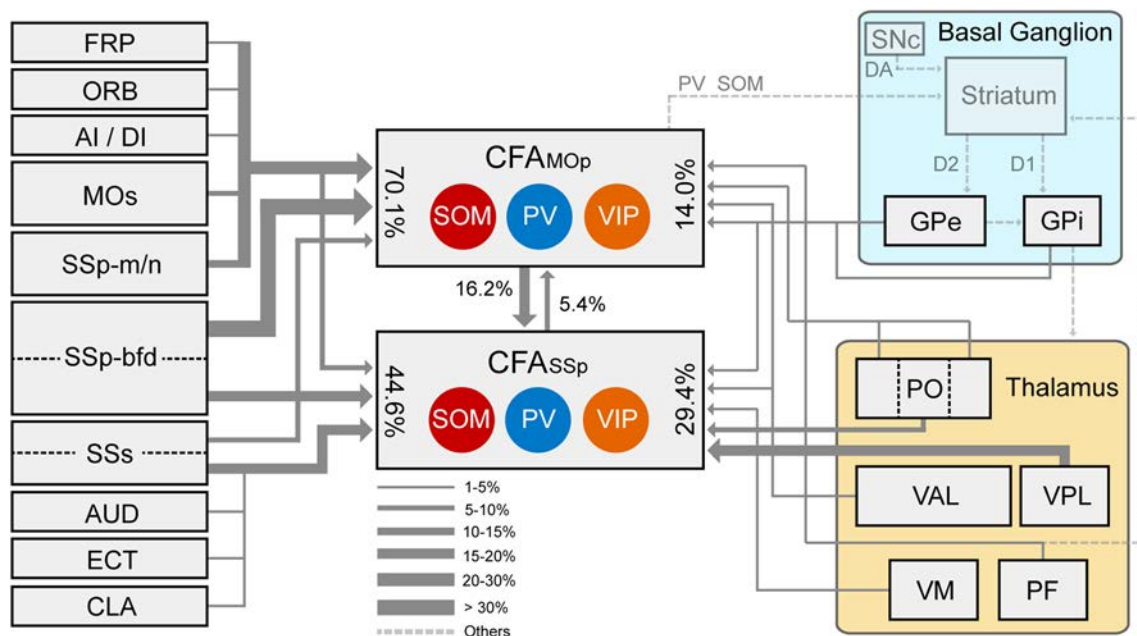 FRP
ORB
AI / DI
MOs
SSp-m/n
SSp-bfd
SSs
AUD
ECT
CLA
CFAMOp
70.1%
SOM
PV
VIP
14.0%
16.2%
5.4%
CFASSp
44.6%
SOM
PV
VIP
29.4%
1-5%
5-10%
10-15%
15-20%
20-30%
> 30%
Others
PV SOM
Basal Ganglion
SNc
DA
Striatum
D2
D1
GPe
GPi
Thalamus
PO
VAL
VPL
VM
PF